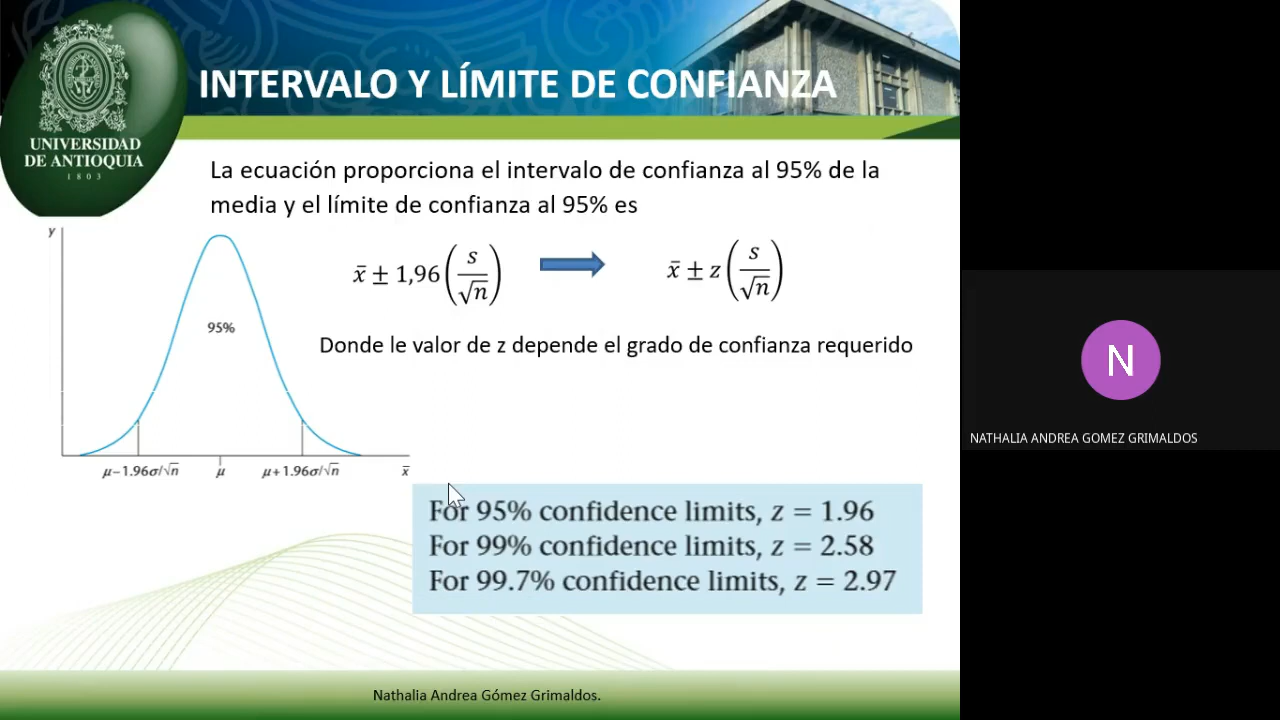 INTERVALO Y LÍMITE DE CONFIANZA
UNIVERSIDAD
DE ANTIOQUIA
1803
La ecuación proporciona el intervalo de confianza al 95% de la
media y el límite de confianza al 95% es
x̄ ± 1,96 (s/√n)
x̄ ± z (s/√n)
Donde le valor de z depende el grado de confianza requerido
y
95%
μ−1.96σ/√n μ μ+1.96σ/√n x̄
For 95% confidence limits, z = 1.96
For 99% confidence limits, z = 2.58
For 99.7% confidence limits, z = 2.97
Nathalia Andrea Gómez Grimaldos.
N
NATHALIA ANDREA GOMEZ GRIMALDOS